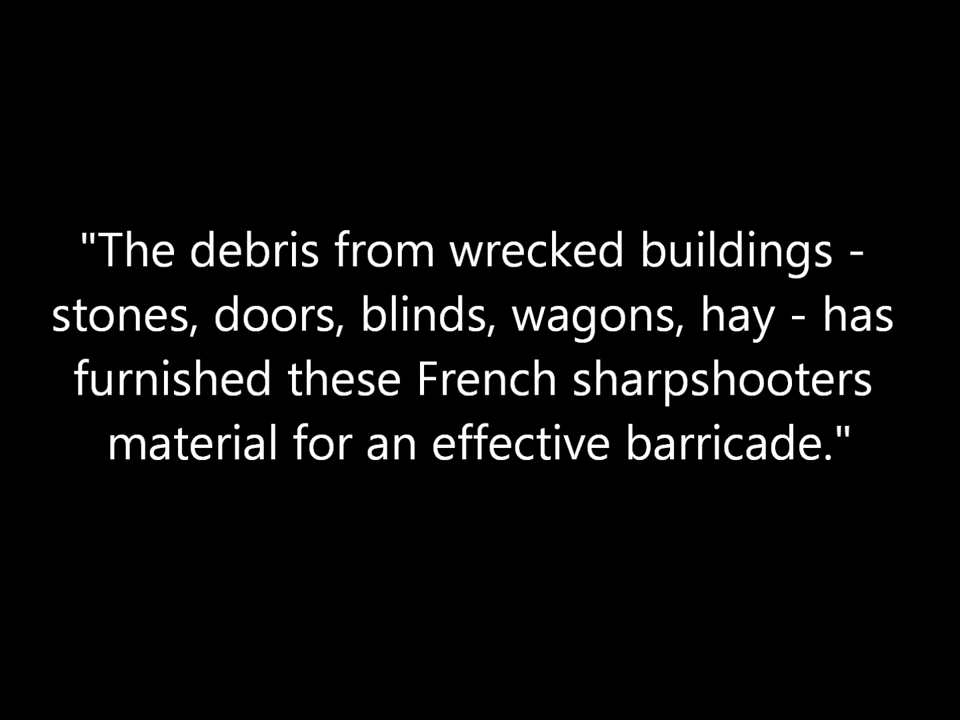 "The debris from wrecked buildings -
stones, doors, blinds, wagons, hay - has
furnished these French sharpshooters
material for an effective barricade."